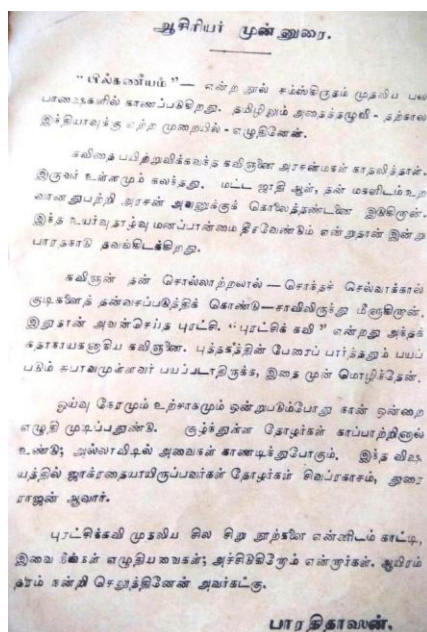 ஆசிரியர் முன்னுரை.
“பில்கணீயம்”— என்ற நூல் சம்ஸ்கிருதம் முதலிய பல
பாஷைகளில் காணப்படுகிறது. தமிழிலும் அதைத்தழுவி - தற்கால
இந்தியாவுக்கு ஏற்ற முறையில் - எழுதினேன்.
கவிதை பயிற்றுவிக்கவந்த கவிஞனை அரசன்மகள் காதலித்தாள்.
இருவர் உள்ளமும் கலந்தது. மட்ட ஜாதி ஆள், தன் மகளிடம் உற
வானதுபற்றி அரசன் அவனுக்குக் கொலைத்தண்டனை இடுகிறான்.
இந்த உயர்வு தாழ்வு மனப்பான்மை தீரவேண்டும் என்றுதான் இன்று
பாரதநாடு தவங்கிடக்கிறது.
கவிஞன் தன் சொல்லாற்றலால் — சொந்தச் செல்வாக்கால்
குடிகளைத் தன்வசப்படுத்திக் கொண்டு—சாவிலிருந்து மீளுகிறான்.
இதுதான் அவன்செய்த புரட்சி. “புரட்சிக் கவி” என்றது அந்தக்
கதாநாயகனாகிய கவிஞனை. புத்தகத்தின் பேரைப் பார்த்ததும் பயப்
படும் சுபாவமுள்ளவர் பயப்படாதிருக்க, இதை முன் மொழிந்தேன்.
ஓய்வு நேரமும் உற்சாகமும் ஒன்றுபடும்போது நான் ஒன்றை
எழுதி முடிப்பதுண்டு. சூழ்ந்துள்ள தோழர்கள் காப்பாற்றினால்
உண்டு; அல்லாவிடில் அவைகள் காணடிந்துபோகும். இந்த விஷ
யத்தில் ஜாக்ரதையாயிருப்பவர்கள் தோழர்கள் சிவப்ரகாசம், துரை
ராஜன் ஆவார்.
புரட்சிக்கவி முதலிய சில சிறு நூற்களை என்னிடம் காட்டி,
இவை நீங்கள் எழுதியவைகள்; அச்சிடுகிறோம் என்றார்கள். ஆயிரம்
தரம் நன்றி செலுத்தினேன் அவர்கட்கு.
பாரதிதாஸன்.